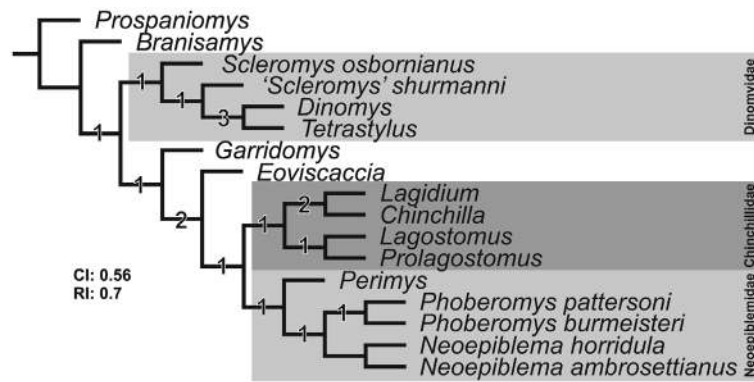 Prospaniomys
Branisamys
Scleromys osbornianus
1
'Scleromys' shurmanni
1
Dinomys
3
Tetrastylus
Dinomyidae
1
Garridomys
1
Eoviscaccia
2
Lagidium
2
Chinchilla
1
Lagostomus
1
Prolagostomus
Chinchillidae
1
CI: 0.56
RI: 0.7
Perimys
1
Phoberomys pattersoni
1
Phoberomys burmeisteri
1
Neoepiblema horridula
Neoepiblema ambrosettianus
Neoepiblemidae